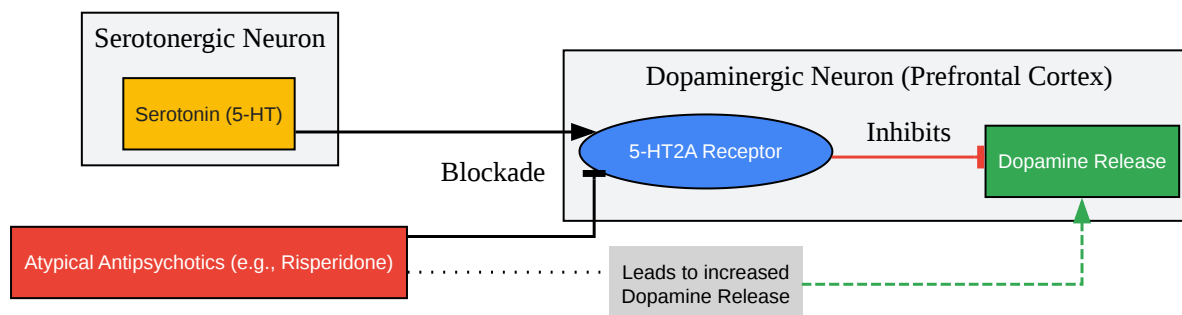 Serotonergic Neuron
Serotonin (5-HT)
Dopaminergic Neuron (Prefrontal Cortex)
5-HT2A Receptor
Inhibits
Dopamine Release
Blockade
Atypical Antipsychotics (e.g., Risperidone)
Leads to increased
Dopamine Release